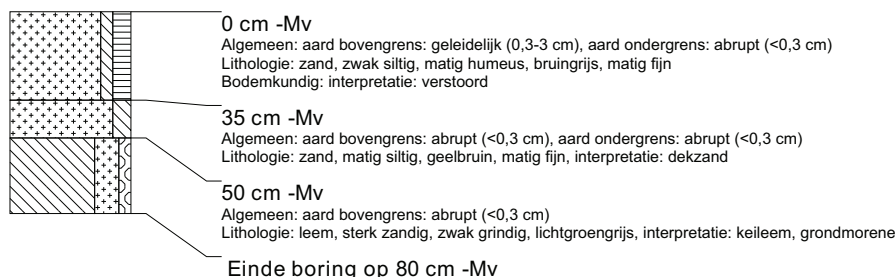 0 cm -Mv
Algemeen: aard bovengrens: geleidelijk (0,3-3 cm), aard ondergrens: abrupt (<0,3 cm)
Lithologie: zand, zwak siltig, matig humeus, bruingrijs, matig fijn
Bodemkundig: interpretatie: verstoord
35 cm -Mv
Algemeen: aard bovengrens: abrupt (<0,3 cm), aard ondergrens: abrupt (<0,3 cm)
Lithologie: zand, matig siltig, geelbruin, matig fijn, interpretatie: dekzand
50 cm -Mv
Algemeen: aard bovengrens: abrupt (<0,3 cm)
Lithologie: leem, sterk zandig, zwak grindig, lichtgroengrijs, interpretatie: keileem, grondmorene
Einde boring op 80 cm -Mv